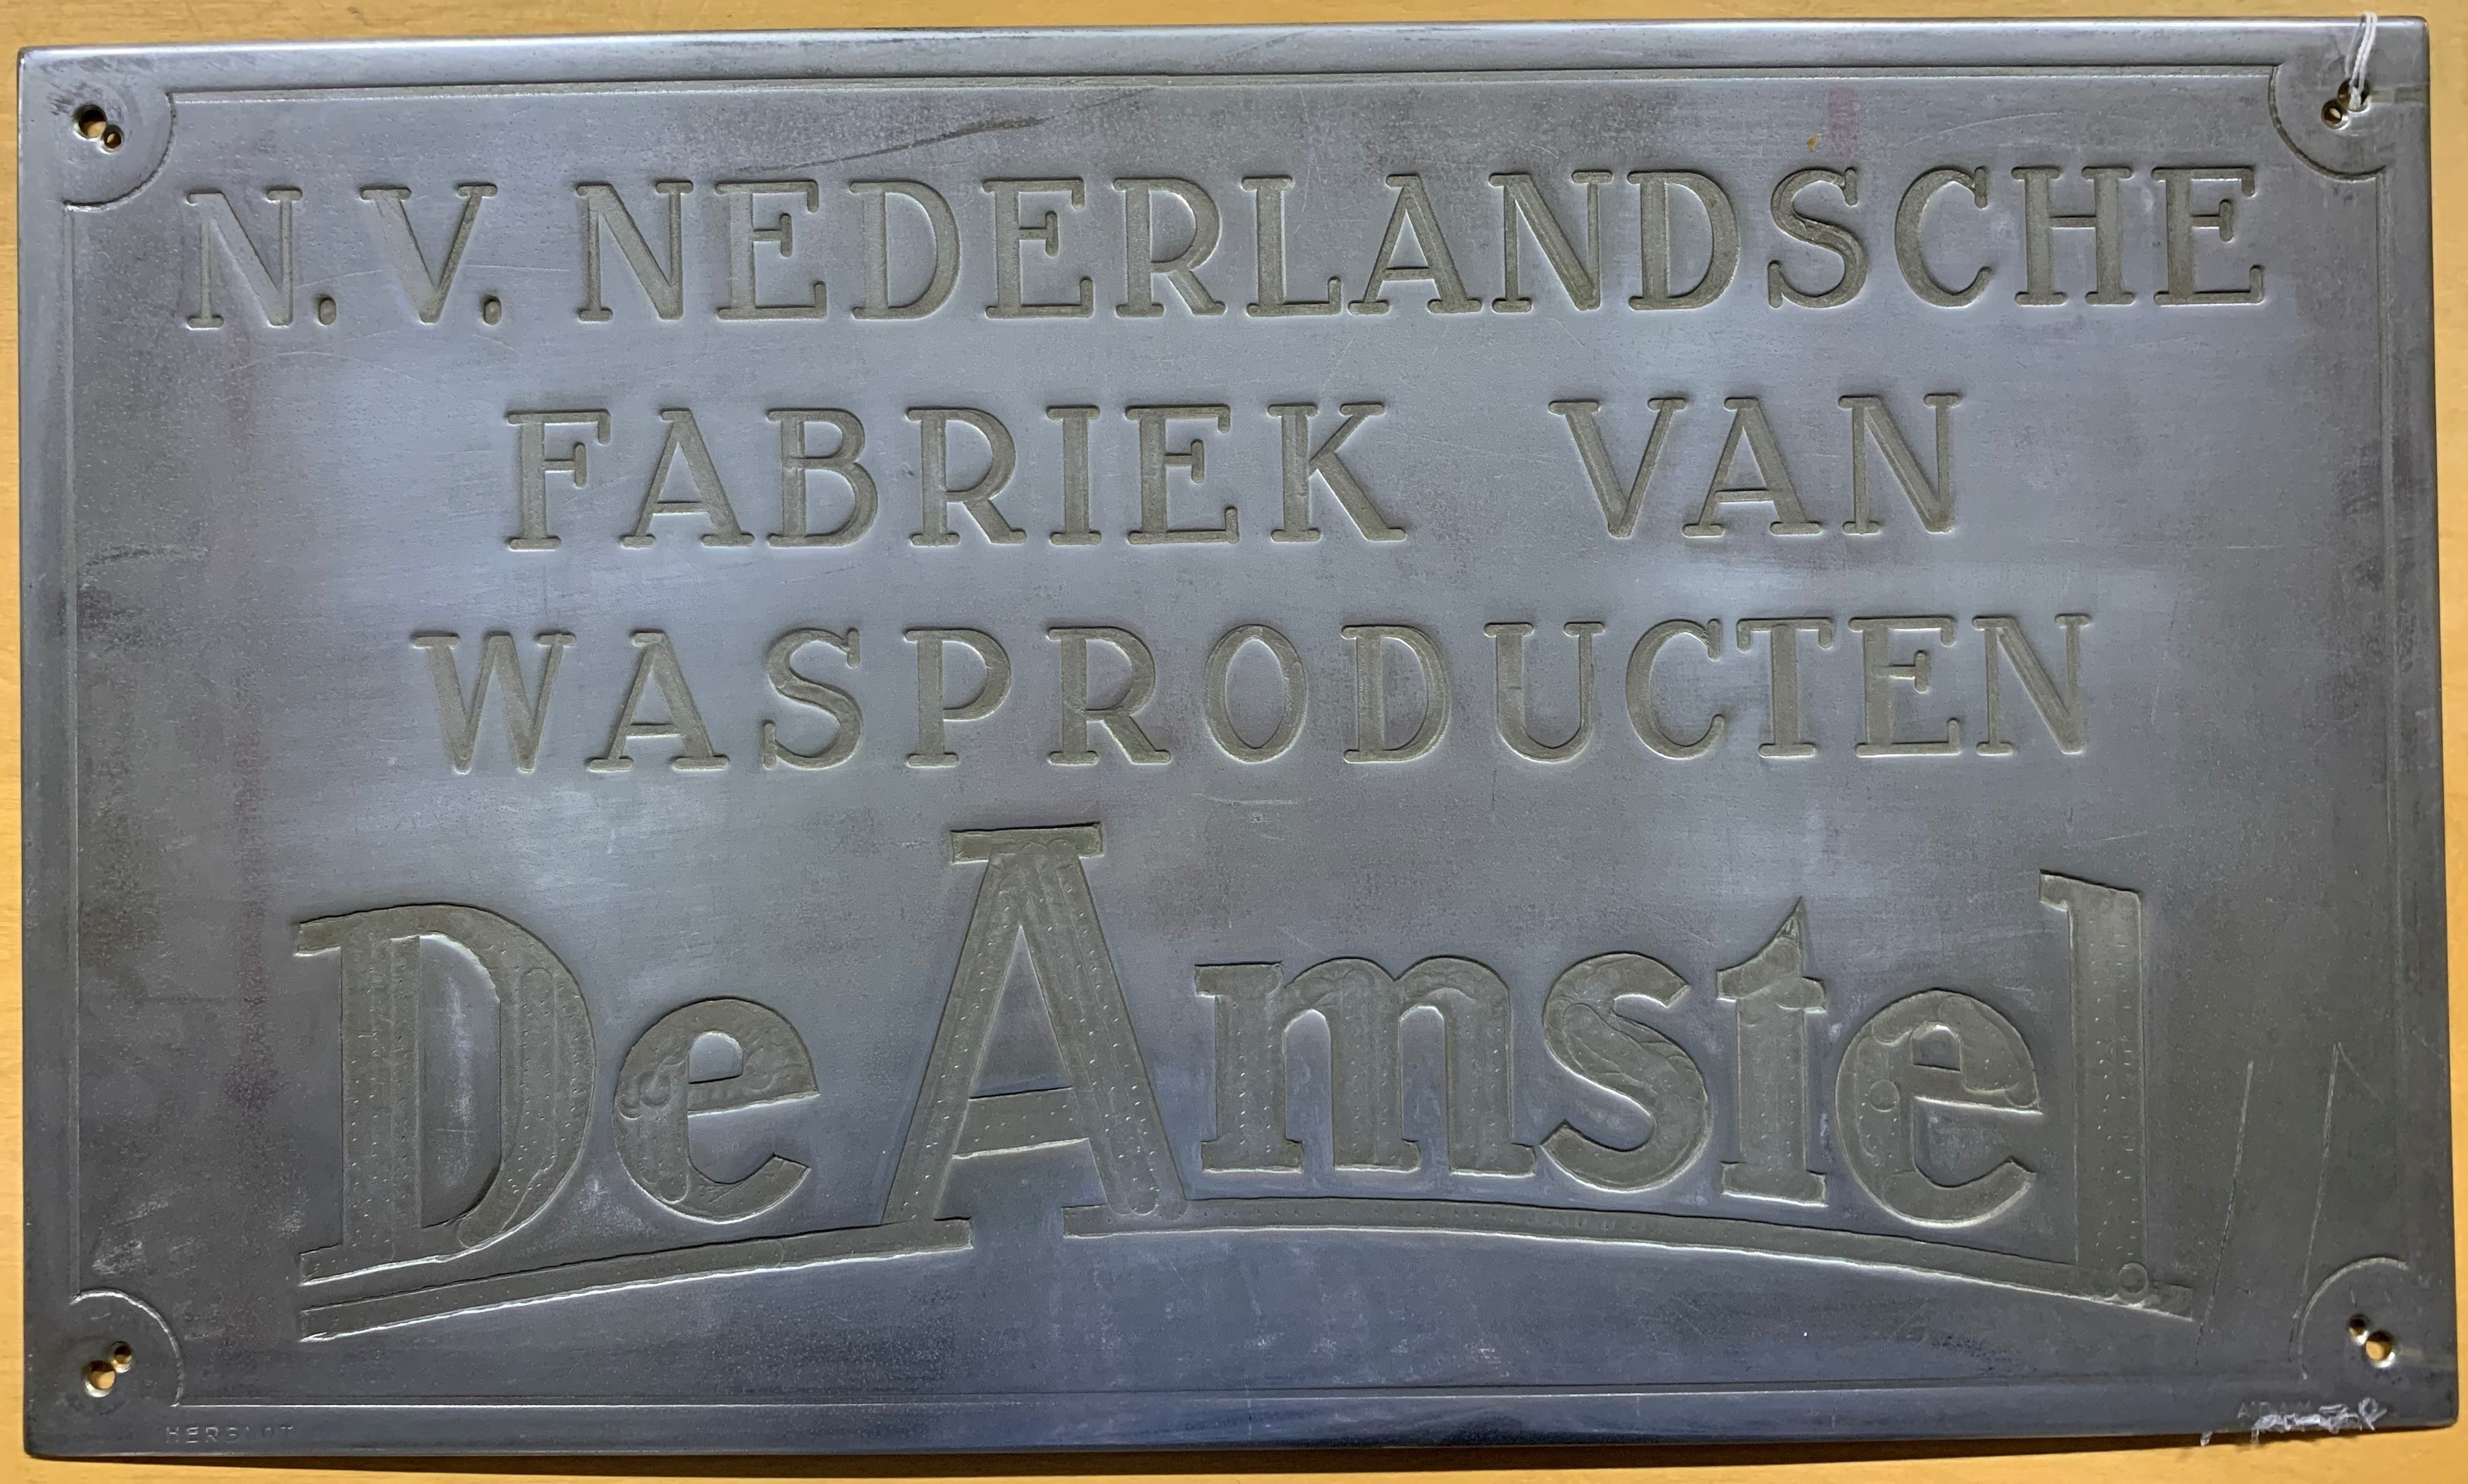 N.V. NEDERLANDSCHE
FABRIEK VAN
WASPRODUCTEN
De Amstel
HERBLOT